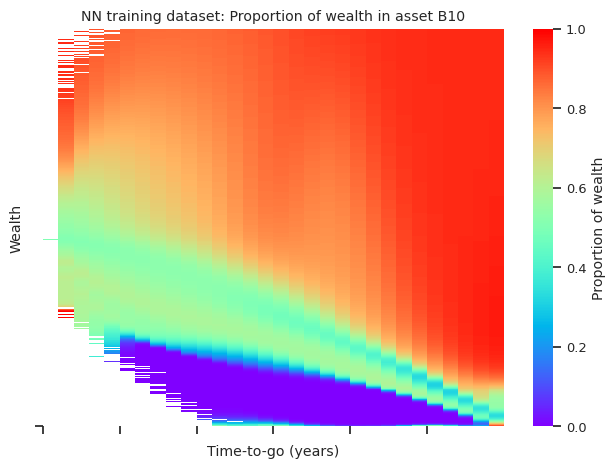 NN training dataset: Proportion of wealth in asset B10
Wealth
Time-to-go (years)
1.0
0.8
0.6
0.4
0.2
0.0
Proportion of wealth